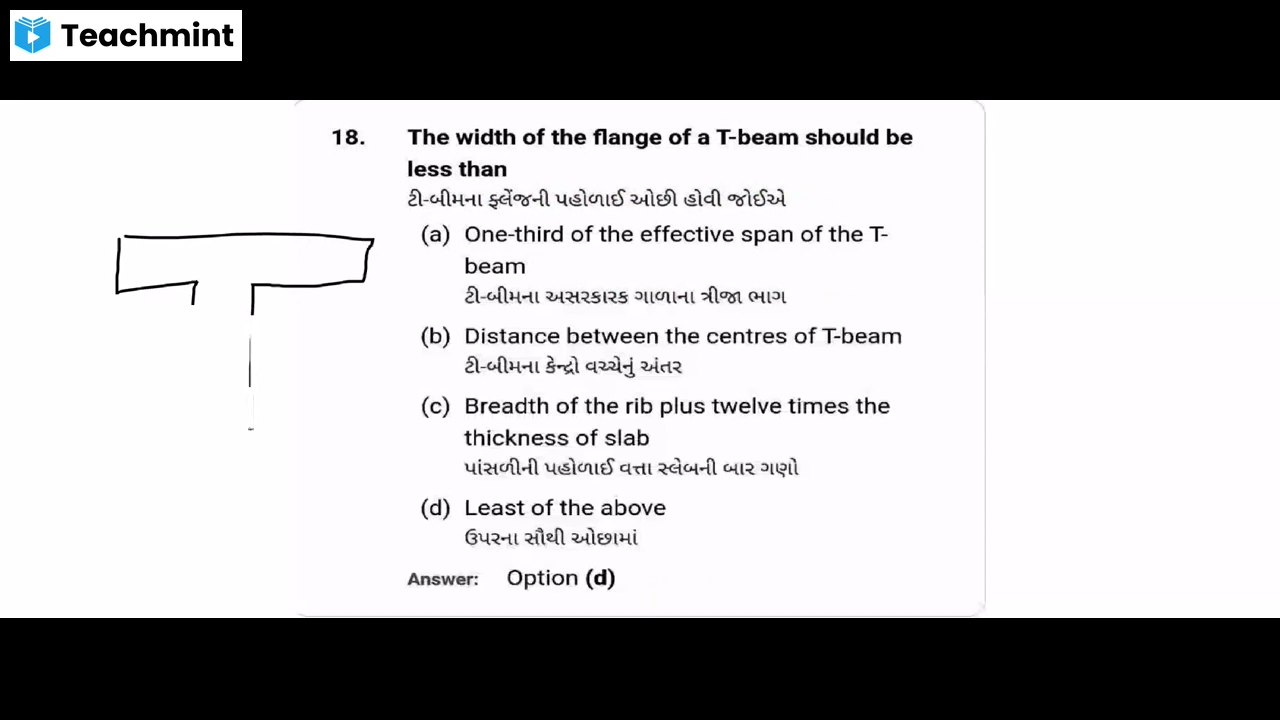 Teachmint
18. The width of the flange of a T-beam should be
less than
ટી-બીમના ફ્લેંજની પહોળાઈ ઓછી હોવી જોઈએ
(a) One-third of the effective span of the T-
beam
ટી-બીમના અસરકારક ગાળાના ત્રીજા ભાગ
(b) Distance between the centres of T-beam
ટી-બીમના કેન્દ્રો વચ્ચેનું અંતર
(c) Breadth of the rib plus twelve times the
thickness of slab
પાંસળીની પહોળાઈ વત્તા સ્લેબની બાર ગણો
(d) Least of the above
ઉપરના સૌથી ઓછામાં
Answer: Option (d)